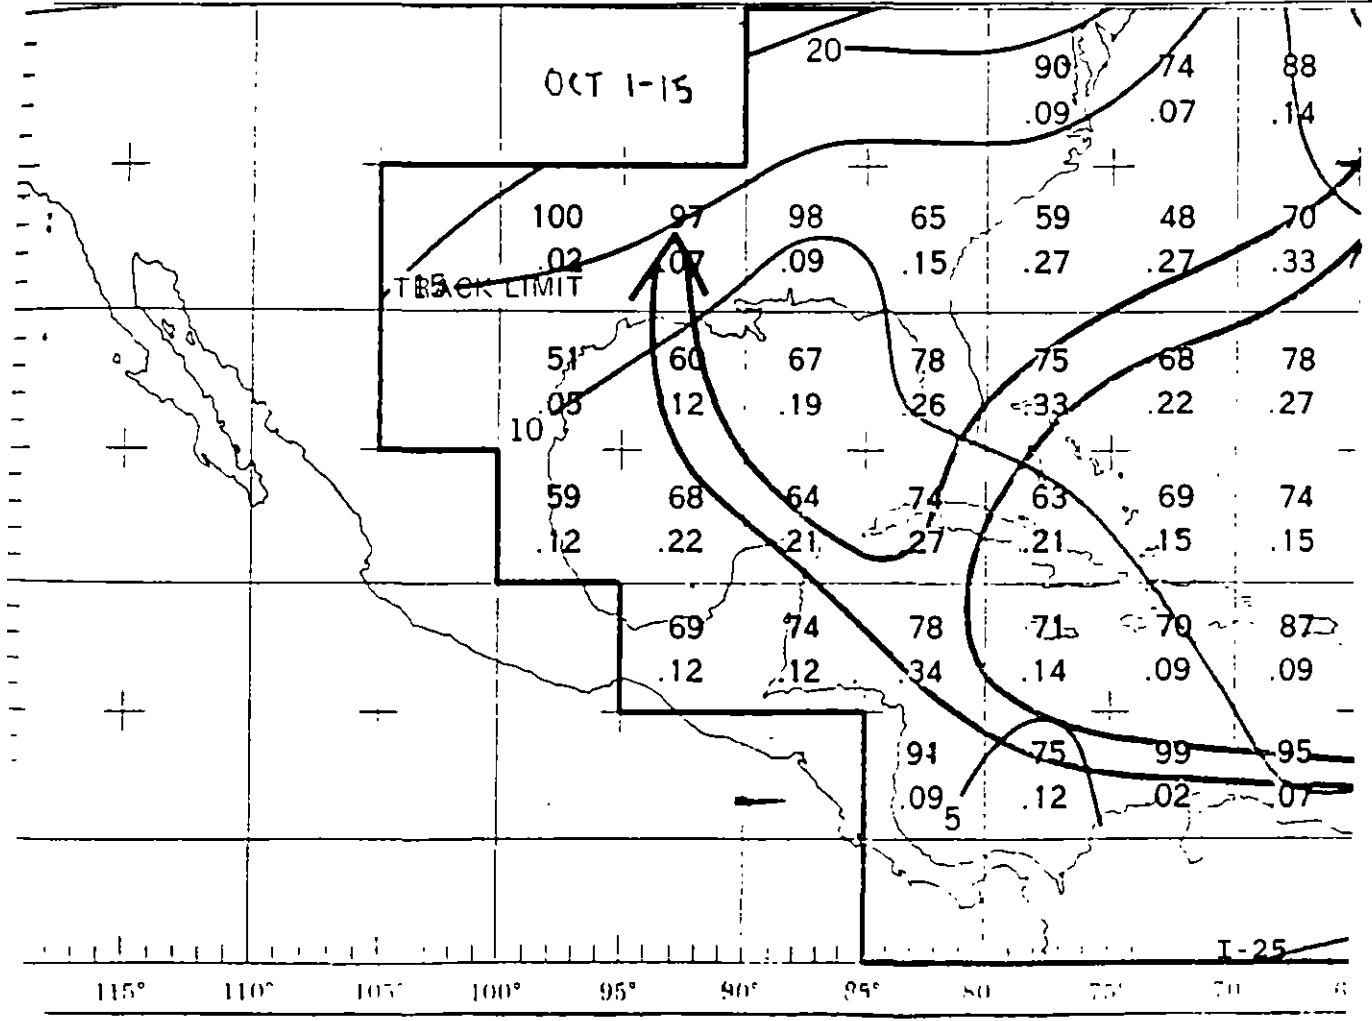 OCT 1-15
20
90 74 88
.09 .07 .14
100 97 98 65 59 48 70
.02 .07 .09 .15 .27 .27 .33
TRACK LIMIT
15
51 60 67 78 75 68 78
.05 .12 .19 .26 .33 .22 .27
10
59 68 64 74 63 69 74
.12 .22 .21 .27 .21 .15 .15
69 74 78 71 70 87
.12 .12 .34 .14 .09 .09
91 75 99 95
.09 .12 .02 .07
5
I-25
115° 110° 105° 100° 95° 90° 85° 80 75° 70 6